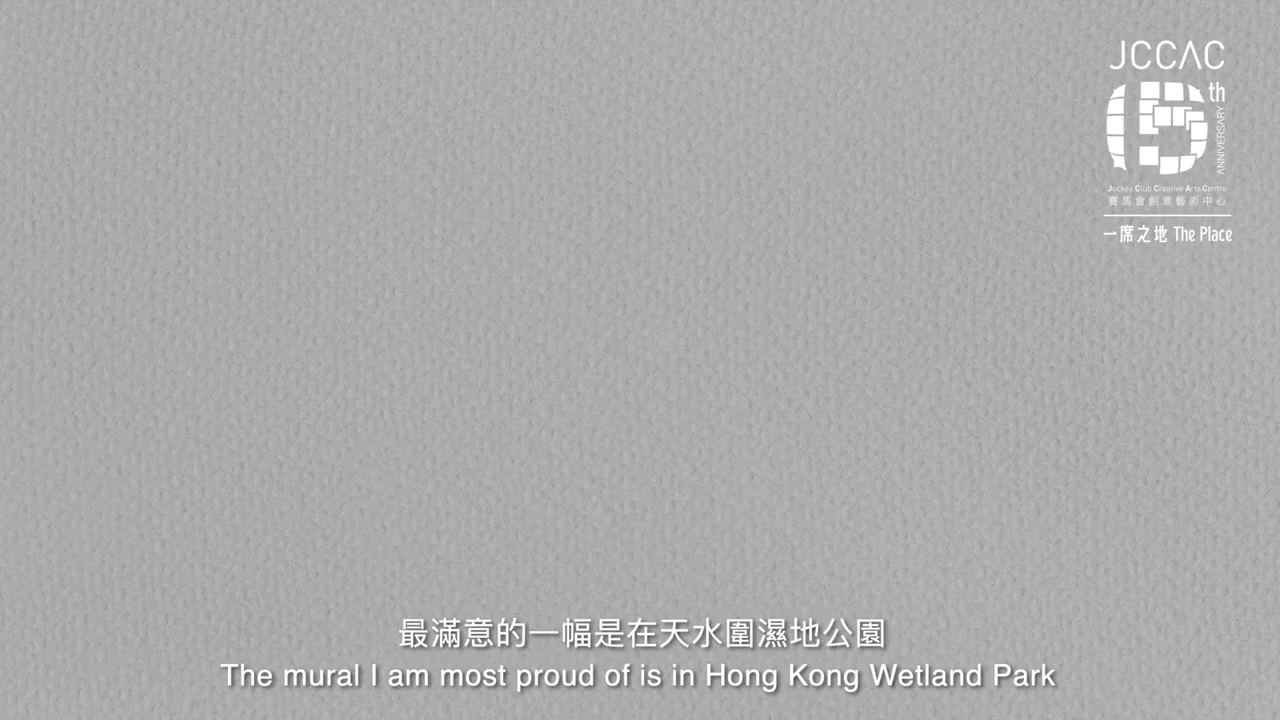 JCCAC
15th
ANNIVERSARY
Jockey Club Creative Arts Centre
賽馬會創意藝術中心
一席之地 The Place
最滿意的一幅是在天水圍濕地公園
The mural I am most proud of is in Hong Kong Wetland Park